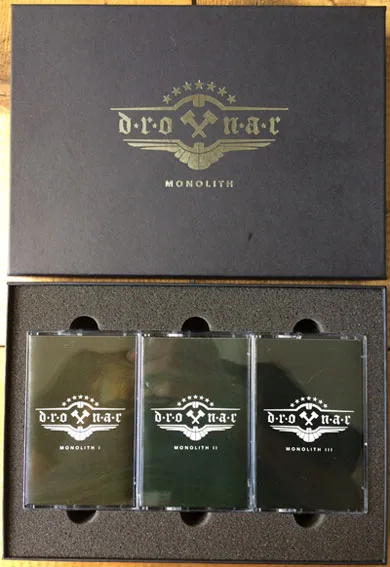 d·r·o n·a·r
MONOLITH
d·r·o n·a·r
MONOLITH I
d·r·o n·a·r
MONOLITH II
d·r·o n·a·r
MONOLITH III